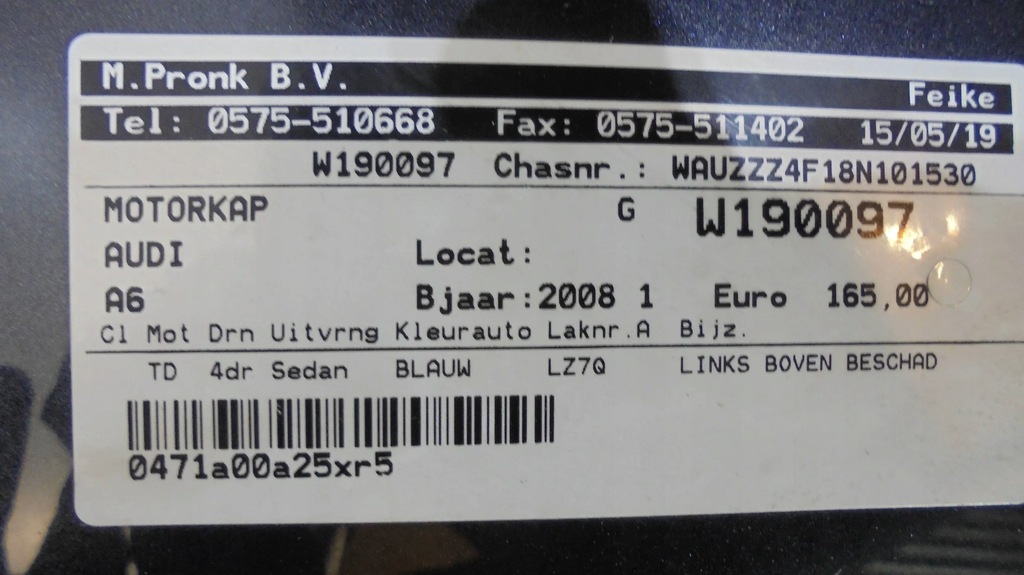 M.Pronk B.V. Feike
Tel: 0575-510668 Fax: 0575-511402 15/05/19
W190097 Chasnr.: WAUZZZ4F18N101530
MOTORKAP G W190097
AUDI Locat:
A6 Bjaar:2008 1 Euro 165,00
Cl Mot Drn Uitvrng Kleurauto Laknr.A Bijz.
TD 4dr Sedan BLAUW LZ7Q LINKS BOVEN BESCHAD
0471a00a25xr5